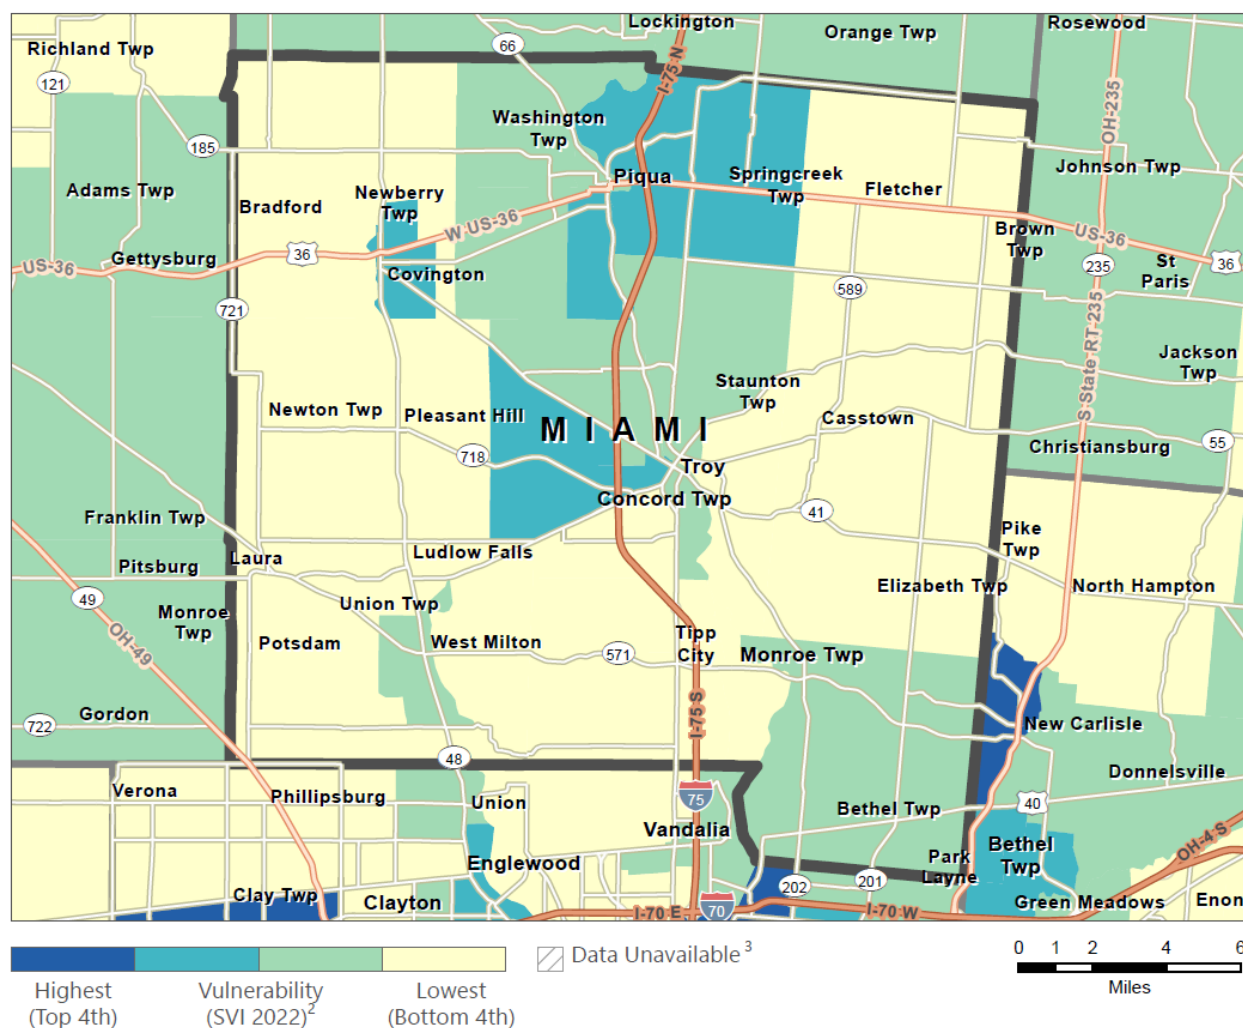 Lockington
Rosewood
Orange Twp
Richland Twp
66
I-75 N
121
OH-235
Washington
Twp
185
Johnson Twp
Piqua
Springcreek
Twp
Fletcher
Adams Twp
Newberry
Twp
Bradford
W US-36
Brown
Twp
US-36
36
Gettysburg
US-36
Covington
235
St
Paris
36
589
721
S State RT-235
Jackson
Twp
Staunton
Twp
Newton Twp
Pleasant Hill
MIAMI
Casstown
Christiansburg
55
718
Troy
Concord Twp
41
Franklin Twp
Pike
Twp
Laura
Ludlow Falls
Pitsburg
Elizabeth Twp
North Hampton
49
Monroe
Twp
Union Twp
OH-49
Potsdam
West Milton
571
Tipp
City
Monroe Twp
I-75 S
722
Gordon
New Carlisle
48
Donnelsville
Verona
Phillipsburg
Union
75
40
Bethel Twp
Vandalia
OH-4 S
Englewood
Park
Layne
Bethel
Twp
Clay Twp
Clayton
202
201
I-70 E
70
I-70 W
Green Meadows
Enon
Data Unavailable 3
0 1 2 4 6
Miles
Highest
(Top 4th)
Vulnerability
(SVI 2022)2
Lowest
(Bottom 4th)